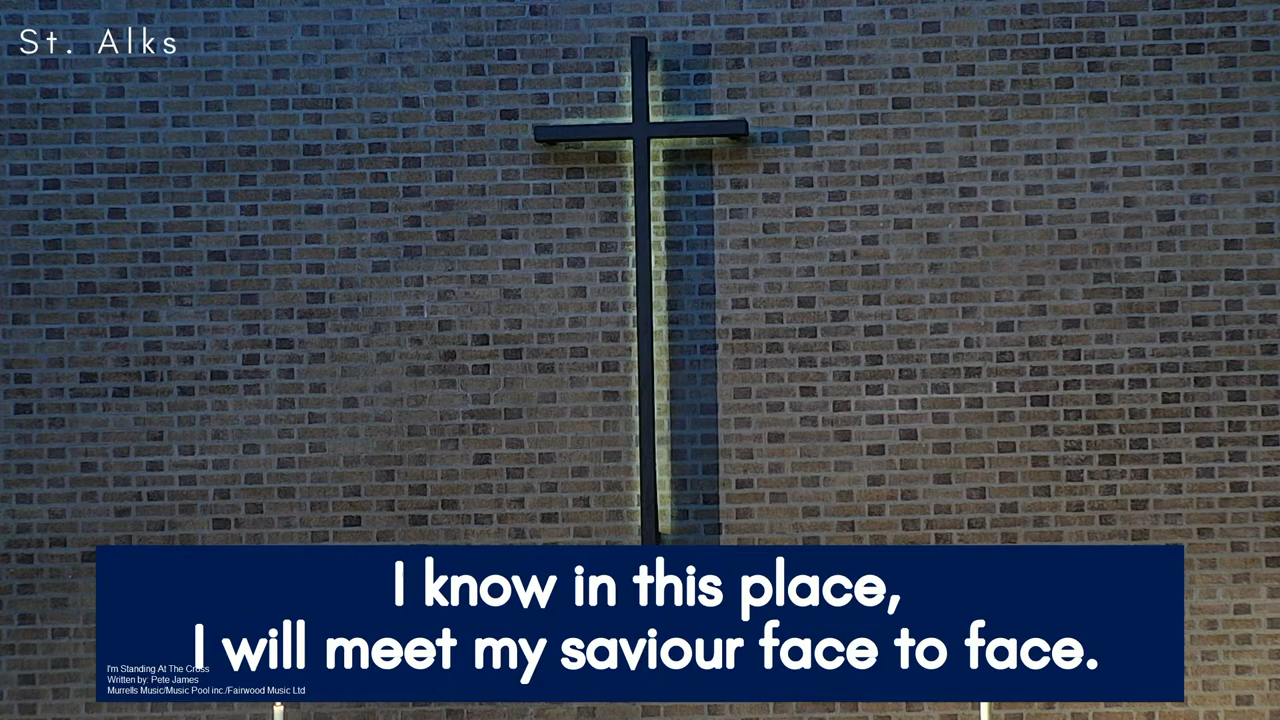 St. Alks
I know in this place,
I will meet my saviour face to face.
I'm Standing At The Cross
Written by: Pete James
Murrells Music/Music Pool inc./Fairwood Music Ltd